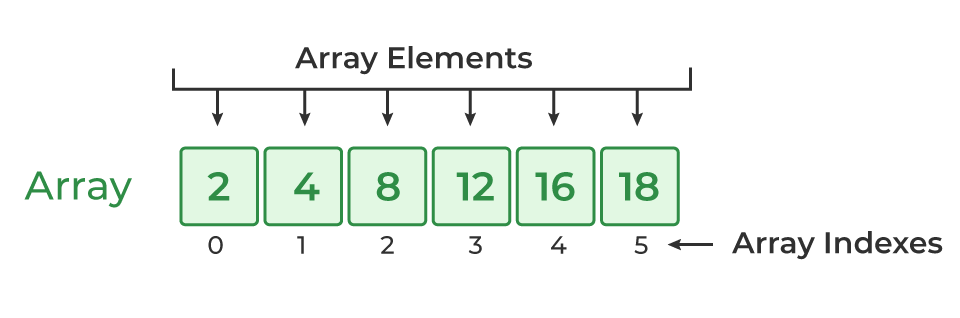 Array Elements
Array 2 4 8 12 16 18
0 1 2 3 4 5 Array Indexes